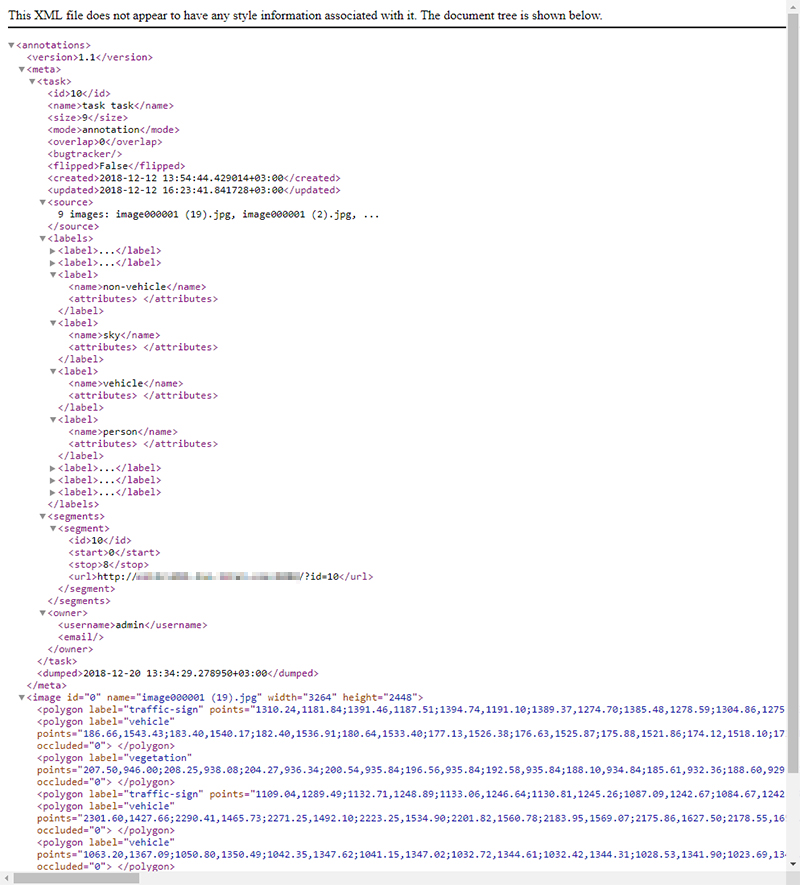 This XML file does not appear to have any style information associated with it. The document tree is shown below.
<annotations>
<version>1.1</version>
<meta>
<task>
<id>10</id>
<name>task task</name>
<size>9</size>
<mode>annotation</mode>
<overlap>0</overlap>
<bugtracker/>
<flipped>False</flipped>
<created>2018-12-12 13:54:44.429014+03:00</created>
<updated>2018-12-12 16:23:41.841728+03:00</updated>
<source>
9 images: image000001 (19).jpg, image000001 (2).jpg, ...
</source>
<labels>
<label>...</label>
<label>...</label>
<label>
<name>non-vehicle</name>
<attributes> </attributes>
</label>
<label>
<name>sky</name>
<attributes> </attributes>
</label>
<label>
<name>vehicle</name>
<attributes> </attributes>
</label>
<label>
<name>person</name>
<attributes> </attributes>
</label>
<label>...</label>
<label>...</label>
<label>...</label>
</labels>
<segments>
<segment>
<id>10</id>
<start>0</start>
<stop>8</stop>
<url>http:///?id=10</url>
</segment>
</segments>
<owner>
<username>admin</username>
<email/>
</owner>
</task>
<dumped>2018-12-20 13:34:29.278950+03:00</dumped>
</meta>
<image id="0" name="image000001 (19).jpg" width="3264" height="2448">
<polygon label="traffic-sign" points="1310.24,1181.84;1391.46,1187.51;1394.74,1191.10;1389.37,1274.70;1385.48,1278.59;1304.86,1275
<polygon label="vehicle"
points="186.66,1543.43;183.40,1540.17;182.40,1536.91;180.64,1533.40;177.13,1526.38;176.63,1525.87;175.88,1521.86;174.12,1518.10;17
occluded="0"> </polygon>
<polygon label="vegetation"
points="207.50,946.00;208.25,938.08;204.27,936.34;200.54,935.84;196.56,935.84;192.58,935.84;188.10,934.84;185.61,932.36;188.60,929
occluded="0"> </polygon>
<polygon label="traffic-sign" points="1109.04,1289.49;1132.71,1248.89;1133.06,1246.64;1130.81,1245.26;1087.09,1242.67;1084.67,1242
<polygon label="vehicle"
points="2301.60,1427.66;2290.41,1465.73;2271.25,1492.10;2223.25,1534.90;2201.82,1560.78;2183.95,1569.07;2175.86,1627.50;2178.55,16
occluded="0"> </polygon>
<polygon label="vehicle"
points="1063.20,1367.09;1050.80,1350.49;1042.35,1347.62;1041.15,1347.02;1032.72,1344.61;1032.42,1344.31;1028.53,1341.90;1023.69,13
occluded="0"> </polygon>